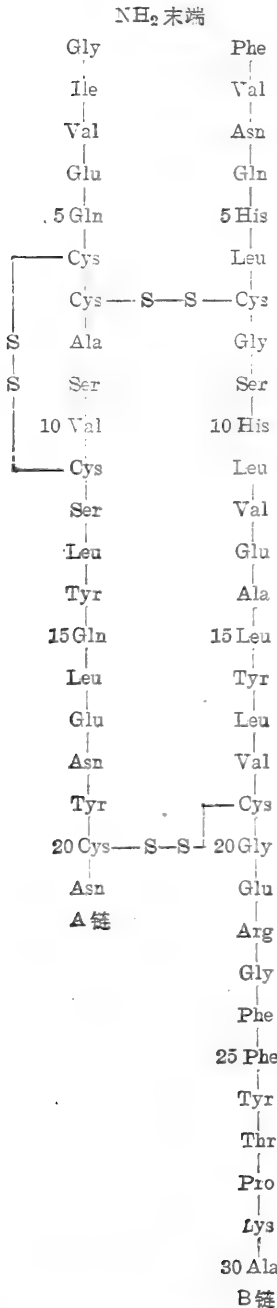 NH₂末端
Gly Phe
Ile Val
Val Asn
Glu Gln
5 Gln 5 His
Cys Leu
Cys—S—S—Cys
S Ala Gly
S Ser Ser
10 Val 10 His
Cys Leu
Ser Val
Leu Glu
Tyr Ala
15 Gln 15 Leu
Leu Tyr
Glu Leu
Asn Val
Tyr Cys
20 Cys—S—S 20 Gly
Asn Glu
A 链 Arg
Gly
Phe
25 Phe
Tyr
Thr
Pro
Lys
30 Ala
B 链